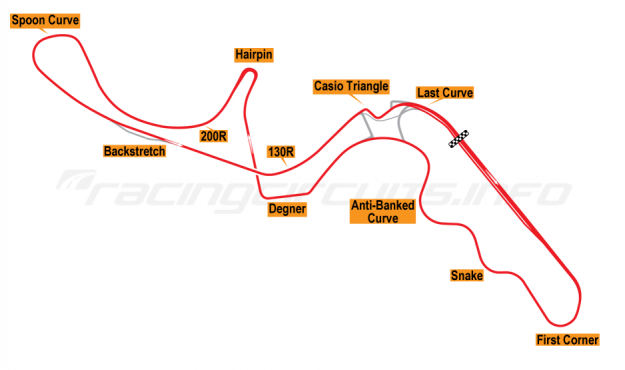 Spoon Curve
Hairpin
Casio Triangle
Last Curve
200R
130R
Backstretch
racingcircuits.info
Degner
Anti-Banked
Curve
Snake
First Corner